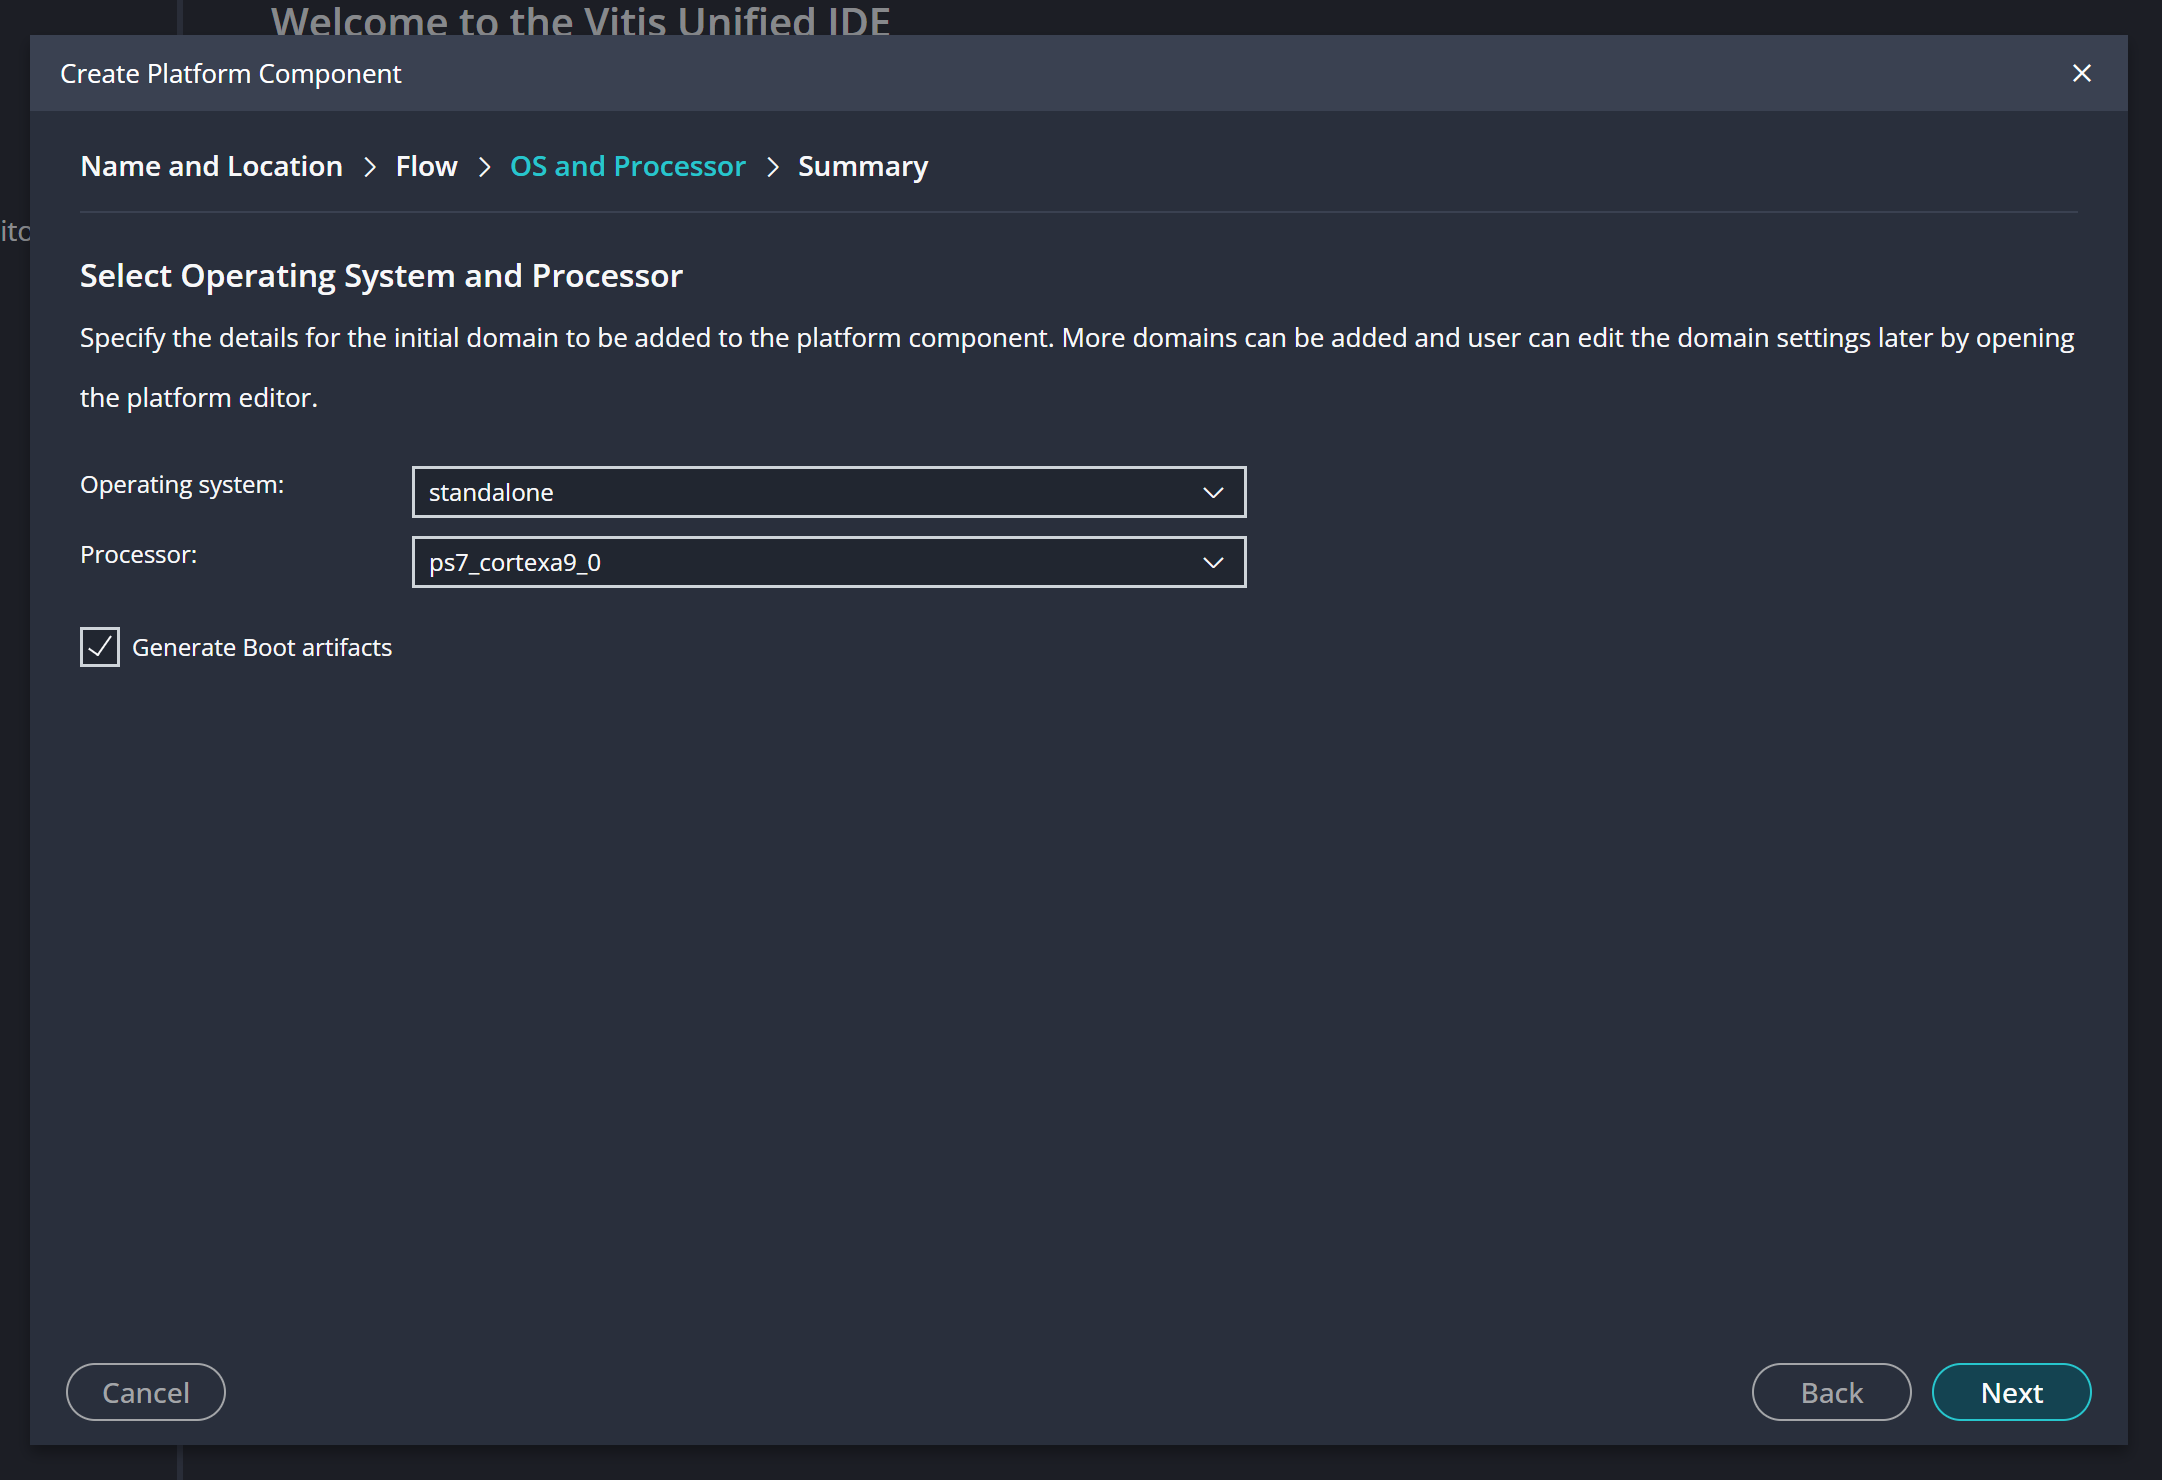 Welcome to the Vitis Unified IDE
Create Platform Component
Name and Location > Flow > OS and Processor > Summary
ito
Select Operating System and Processor
Specify the details for the initial domain to be added to the platform component. More domains can be added and user can edit the domain settings later by opening
the platform editor.
Operating system: standalone
Processor: ps7_cortexa9_0
Generate Boot artifacts
Cancel Back Next